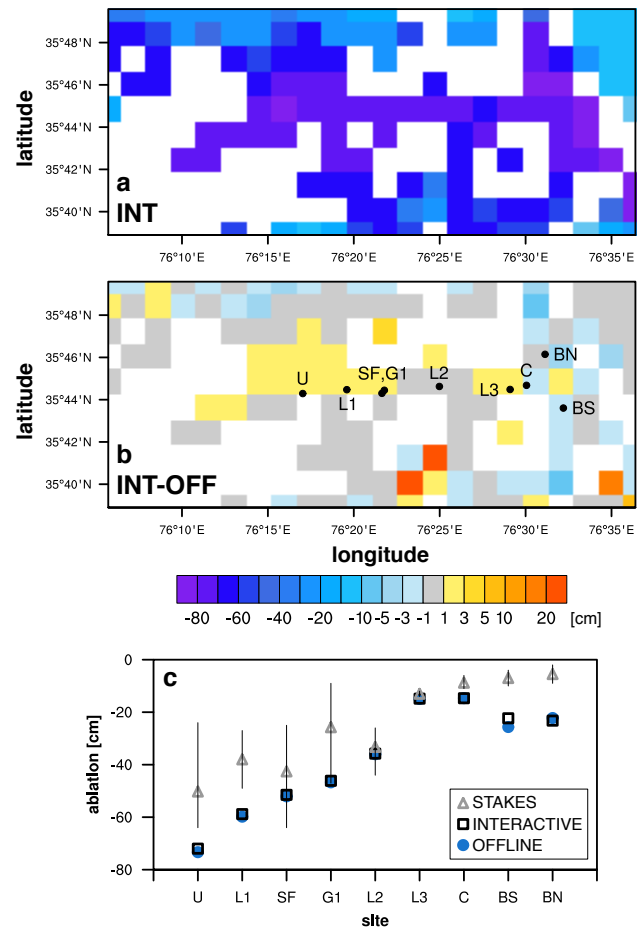 35°48'N
35°46'N
35°44'N
35°42'N
35°40'N
latitude
a
INT
76°10'E 76°15'E 76°20'E 76°25'E 76°30'E 76°35'E
35°48'N
35°46'N
35°44'N
35°42'N
35°40'N
latitude
U
L1
SF,G1
L2
L3
C
BN
BS
b
INT-OFF
76°10'E 76°15'E 76°20'E 76°25'E 76°30'E 76°35'E
longitude
-80 -60 -40 -20 -10 -5 -3 -1 1 3 5 10 20 [cm]
c
0
-20
-40
-60
-80
ablation [cm]
STAKES
INTERACTIVE
OFFLINE
U L1 SF G1 L2 L3 C BS BN
site